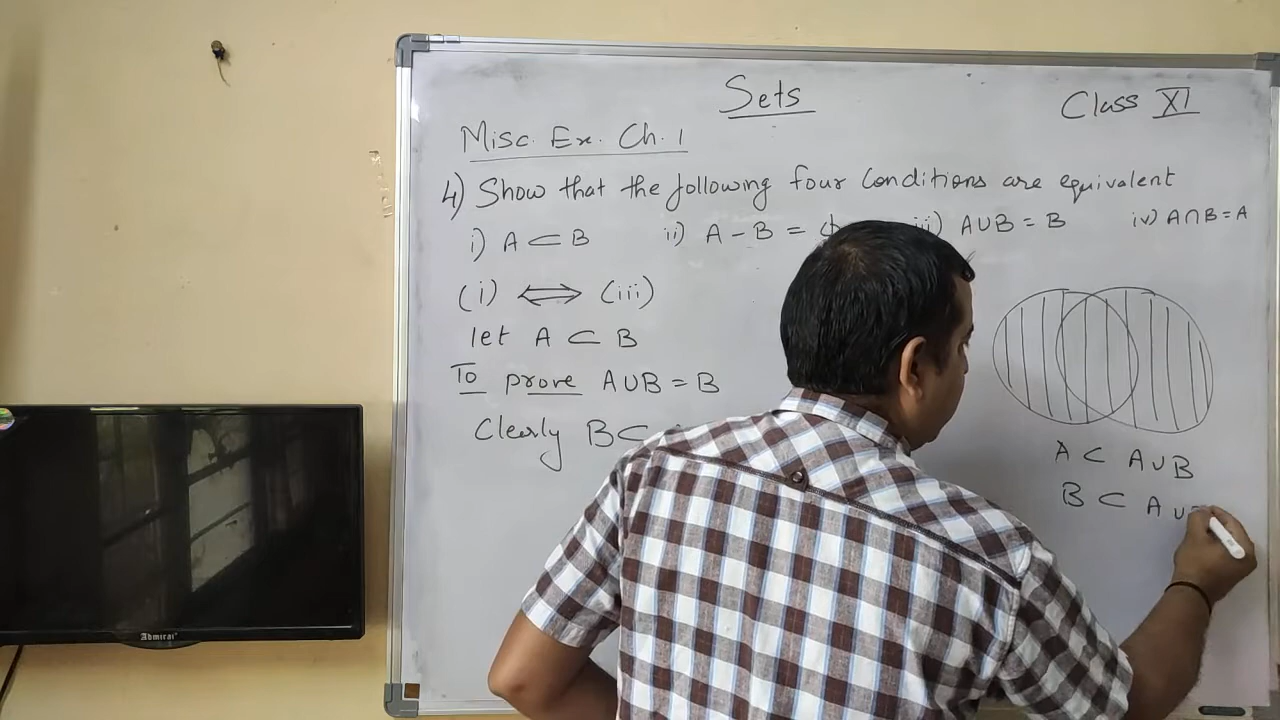 Sets
Class XI
Misc. Ex. Ch. 1
4) Show that the following four conditions are equivalent
i) A ⊂ B ii) A - B = iii) A∪B = B iv) A∩B = A
(i) ⟺ (iii)
let A ⊂ B
To prove A∪B = B
Clearly B ⊂
A ⊂ A∪B
B ⊂ A∪
Admiral